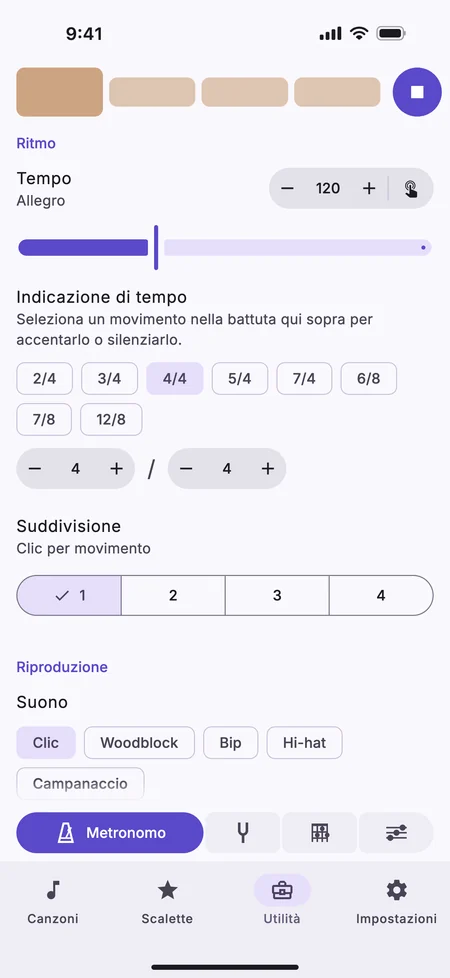 9:41
Ritmo
Tempo
Allegro
120
Indicazione di tempo
Seleziona un movimento nella battuta qui sopra per
accentarlo o silenziarlo.
2/4 3/4 4/4 5/4 7/4 6/8
7/8 12/8
4 / 4
Suddivisione
Clic per movimento
1 2 3 4
Riproduzione
Suono
Clic Woodblock Bip Hi-hat
Campanaccio
Metronomo
Canzoni Scalette Utilità Impostazioni